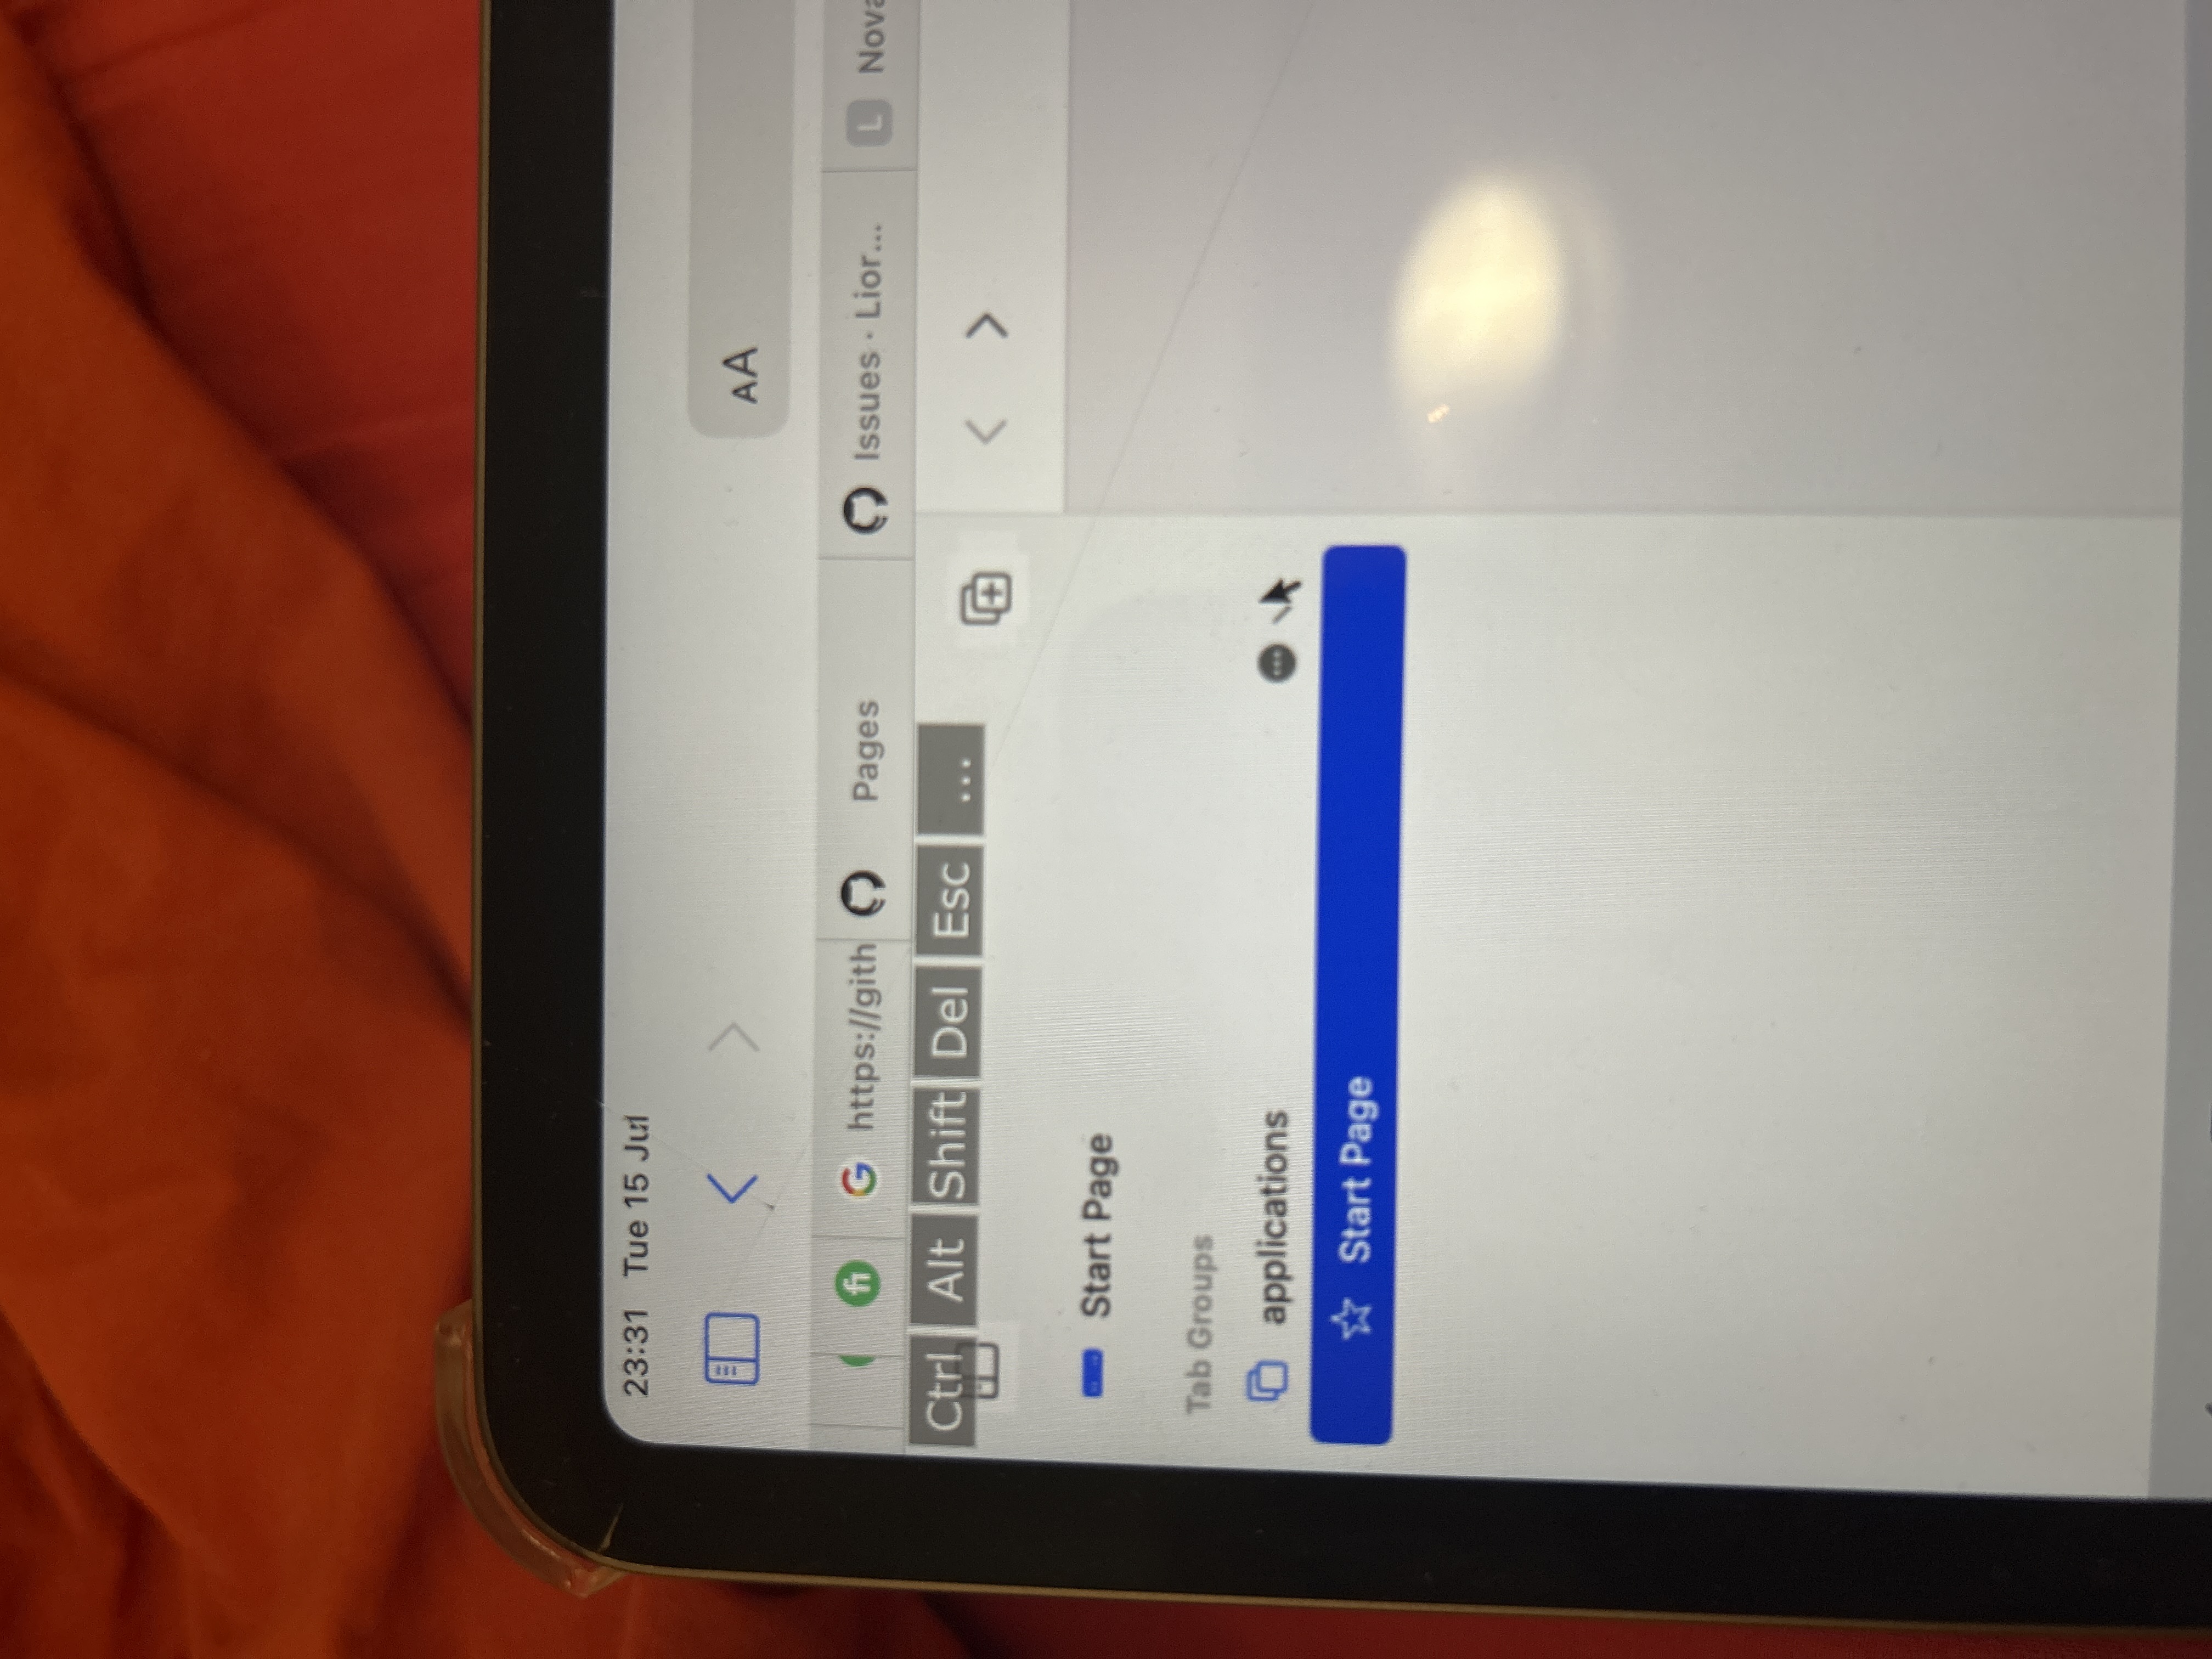 23:31 Tue 15 Jul
AA
fi G https://gith Pages Issues · Lior... L Nova
Ctrl Alt Shift Del Esc ...
Start Page
Tab Groups
applications
Start Page